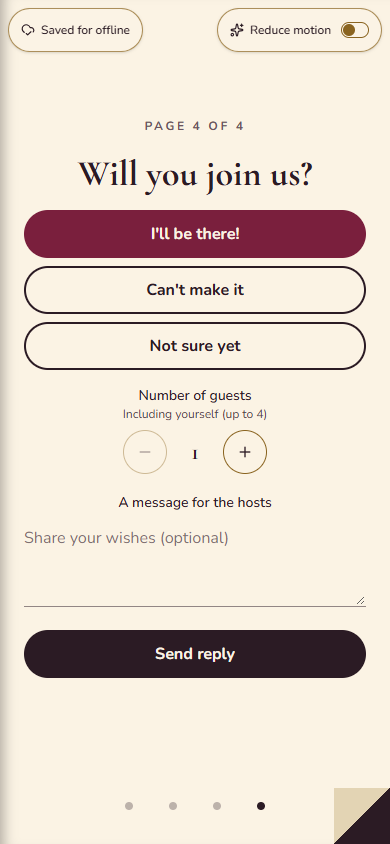 Saved for offline
Reduce motion
PAGE 4 OF 4
Will you join us?
I'll be there!
Can't make it
Not sure yet
Number of guests
Including yourself (up to 4)
1
A message for the hosts
Share your wishes (optional)
Send reply